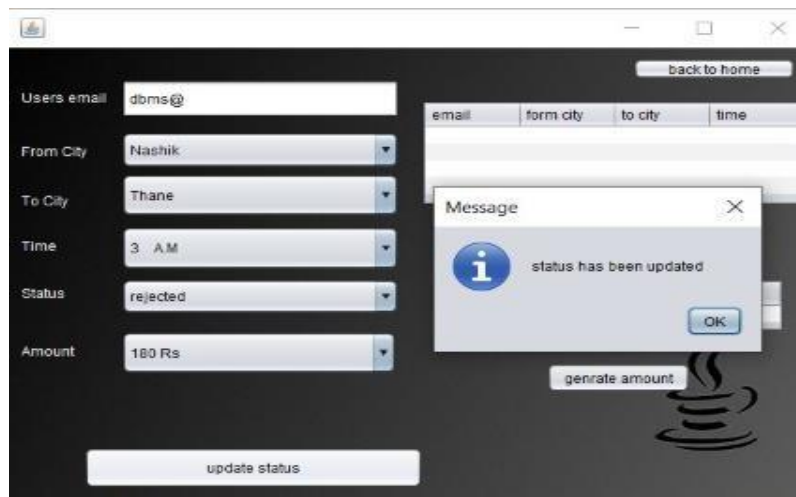 back to home
Users email dbms@
email form city to city time
From City Nashik
To City Thane
Message
Time 3 A.M
status has been updated
Status rejected
OK
Amount 180 Rs
genrate amount
update status